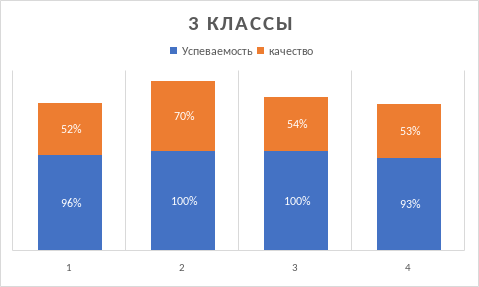 3 КЛАССЫ
Успеваемость качество
52% 70% 54% 53%
96% 100% 100% 93%
1 2 3 4